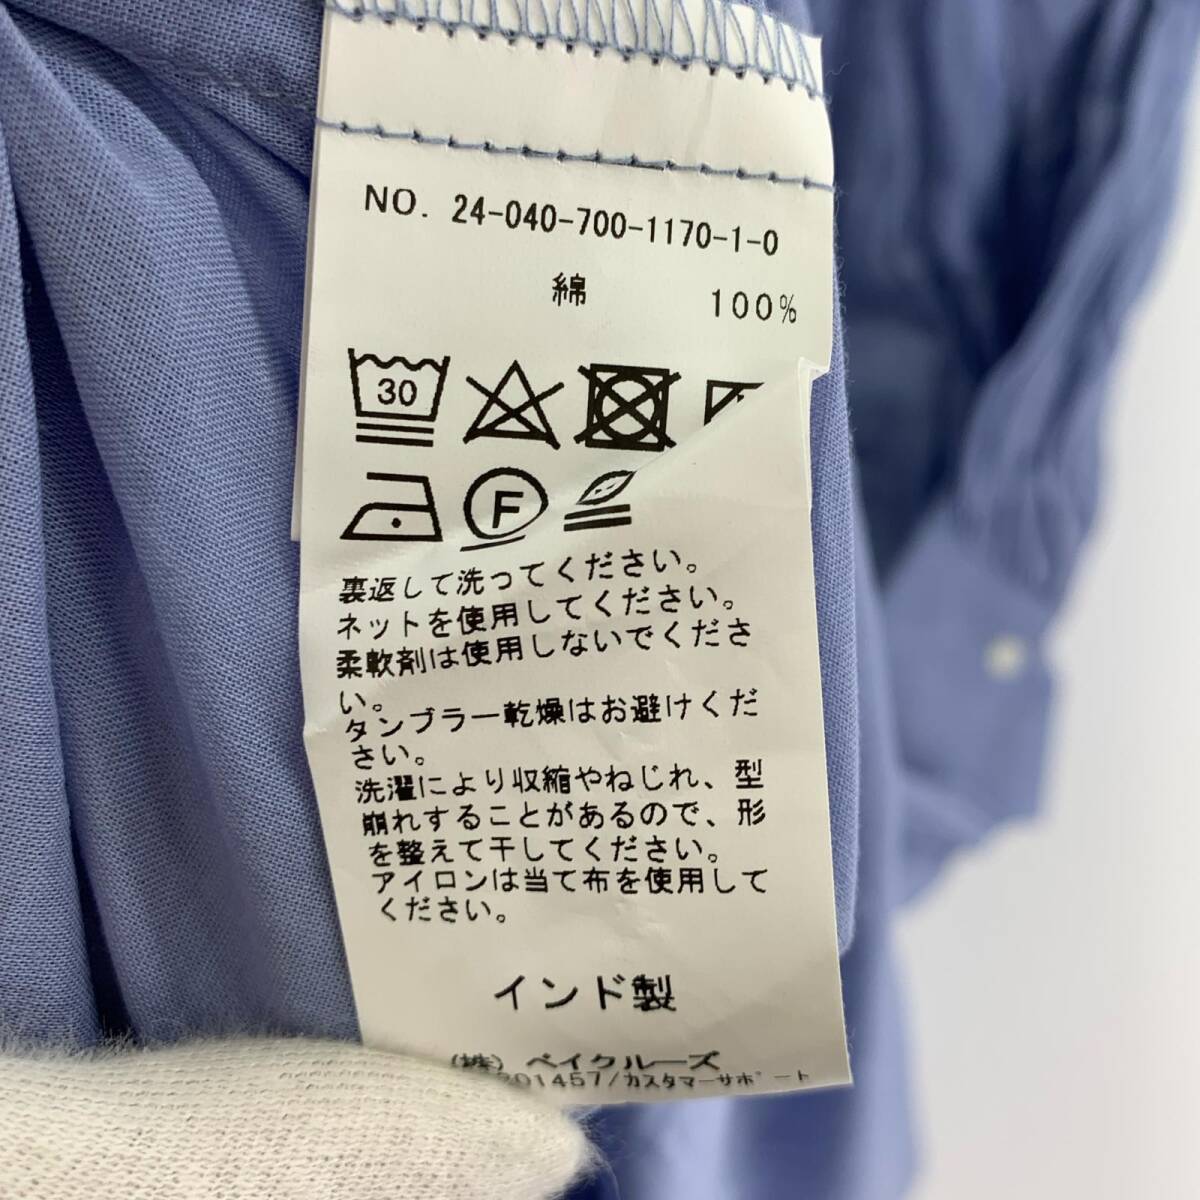 NO. 24-040-700-1170-1-0
綿 100%
30
F
裏返して洗ってください。
ネットを使用してください。
柔軟剤は使用しないでくださ
い。
タンブラー乾燥はお避けくだ
さい。
洗濯により収縮やねじれ、型
崩れすることがあるので、形
を整えて干してください。
アイロンは当て布を使用して
ください。
インド製
(株) ベイクルーズ
201457/カスタマーサポート